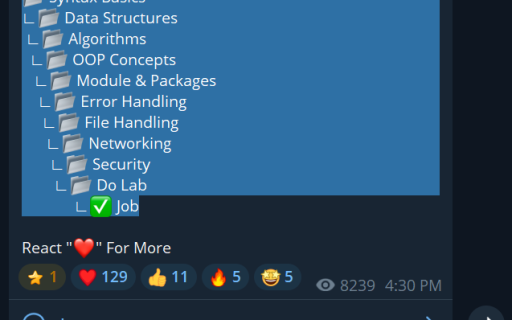 Syntax Basics
Data Structures
Algorithms
OOP Concepts
Module & Packages
Error Handling
File Handling
Networking
Security
Do Lab
✅ Job
React "❤️" For More
⭐ 1 ❤️ 129 👍 11 🔥 5 🤩 5 8239 4:30 PM